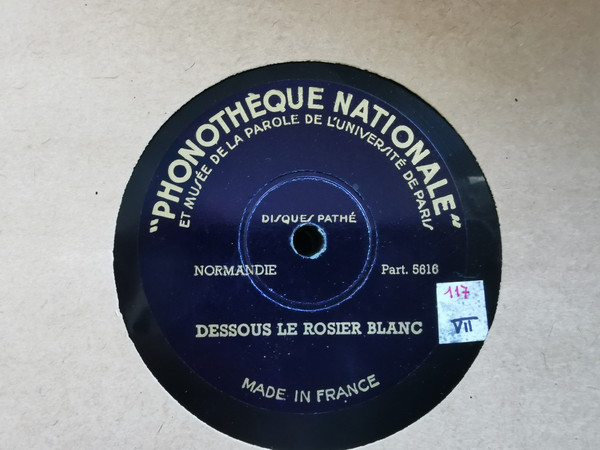 "PHONOTHÈQUE NATIONALE"
ET MUSÉE DE LA PAROLE DE L'UNIVERSITÉ DE PARIS
DISQUES PATHÉ
NORMANDIE Part. 5616
117
VII
DESSOUS LE ROSIER BLANC
MADE IN FRANCE